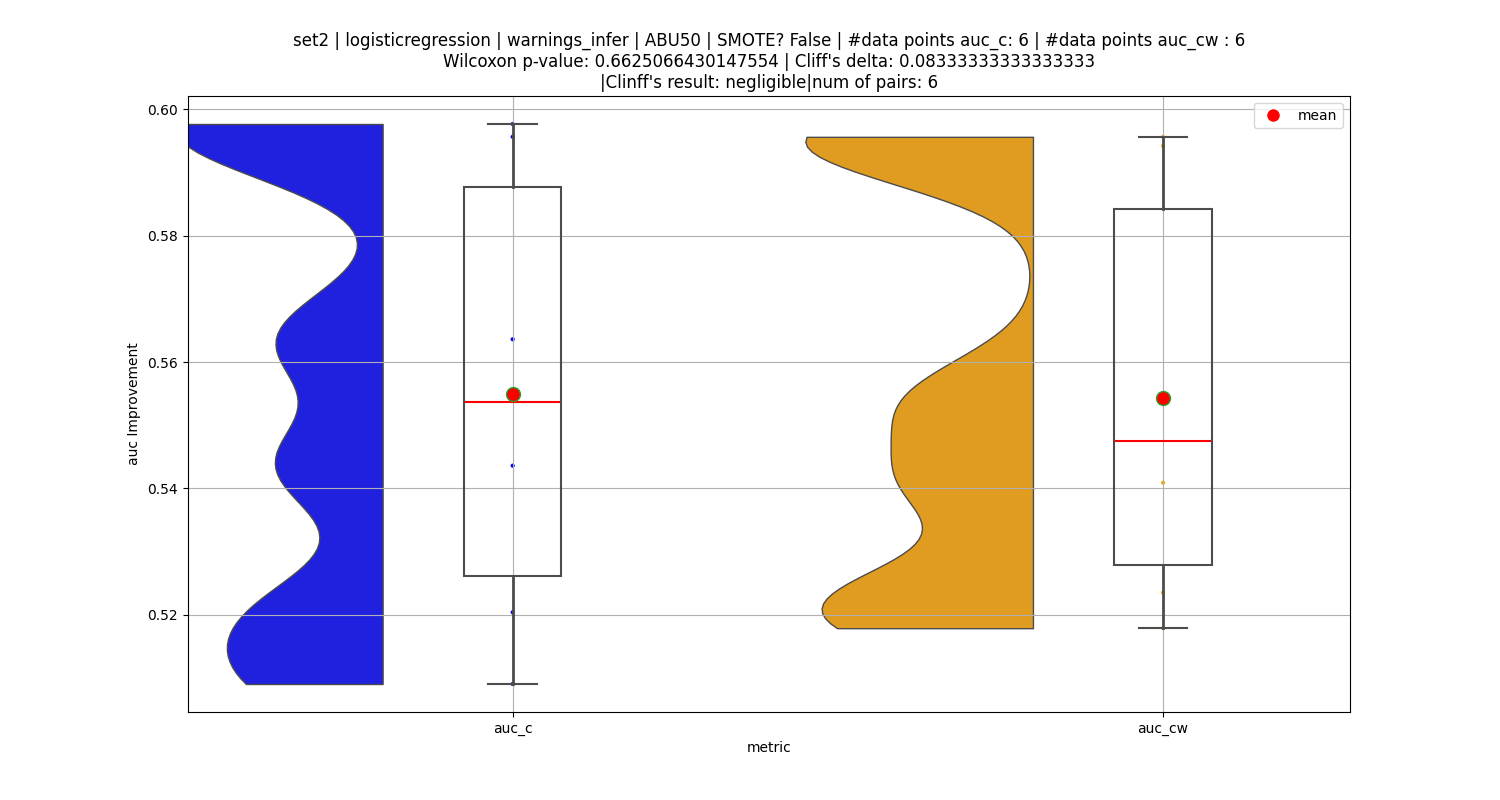 set2 | logisticregression | warnings_infer | ABU50 | SMOTE? False | #data points auc_c: 6 | #data points auc_cw : 6
Wilcoxon p-value: 0.6625066430147554 | Cliff's delta: 0.08333333333333333
|Clinff's result: negligible|num of pairs: 6
mean
0.60
0.58
0.56
0.54
0.52
auc Improvement
auc_c
auc_cw
metric